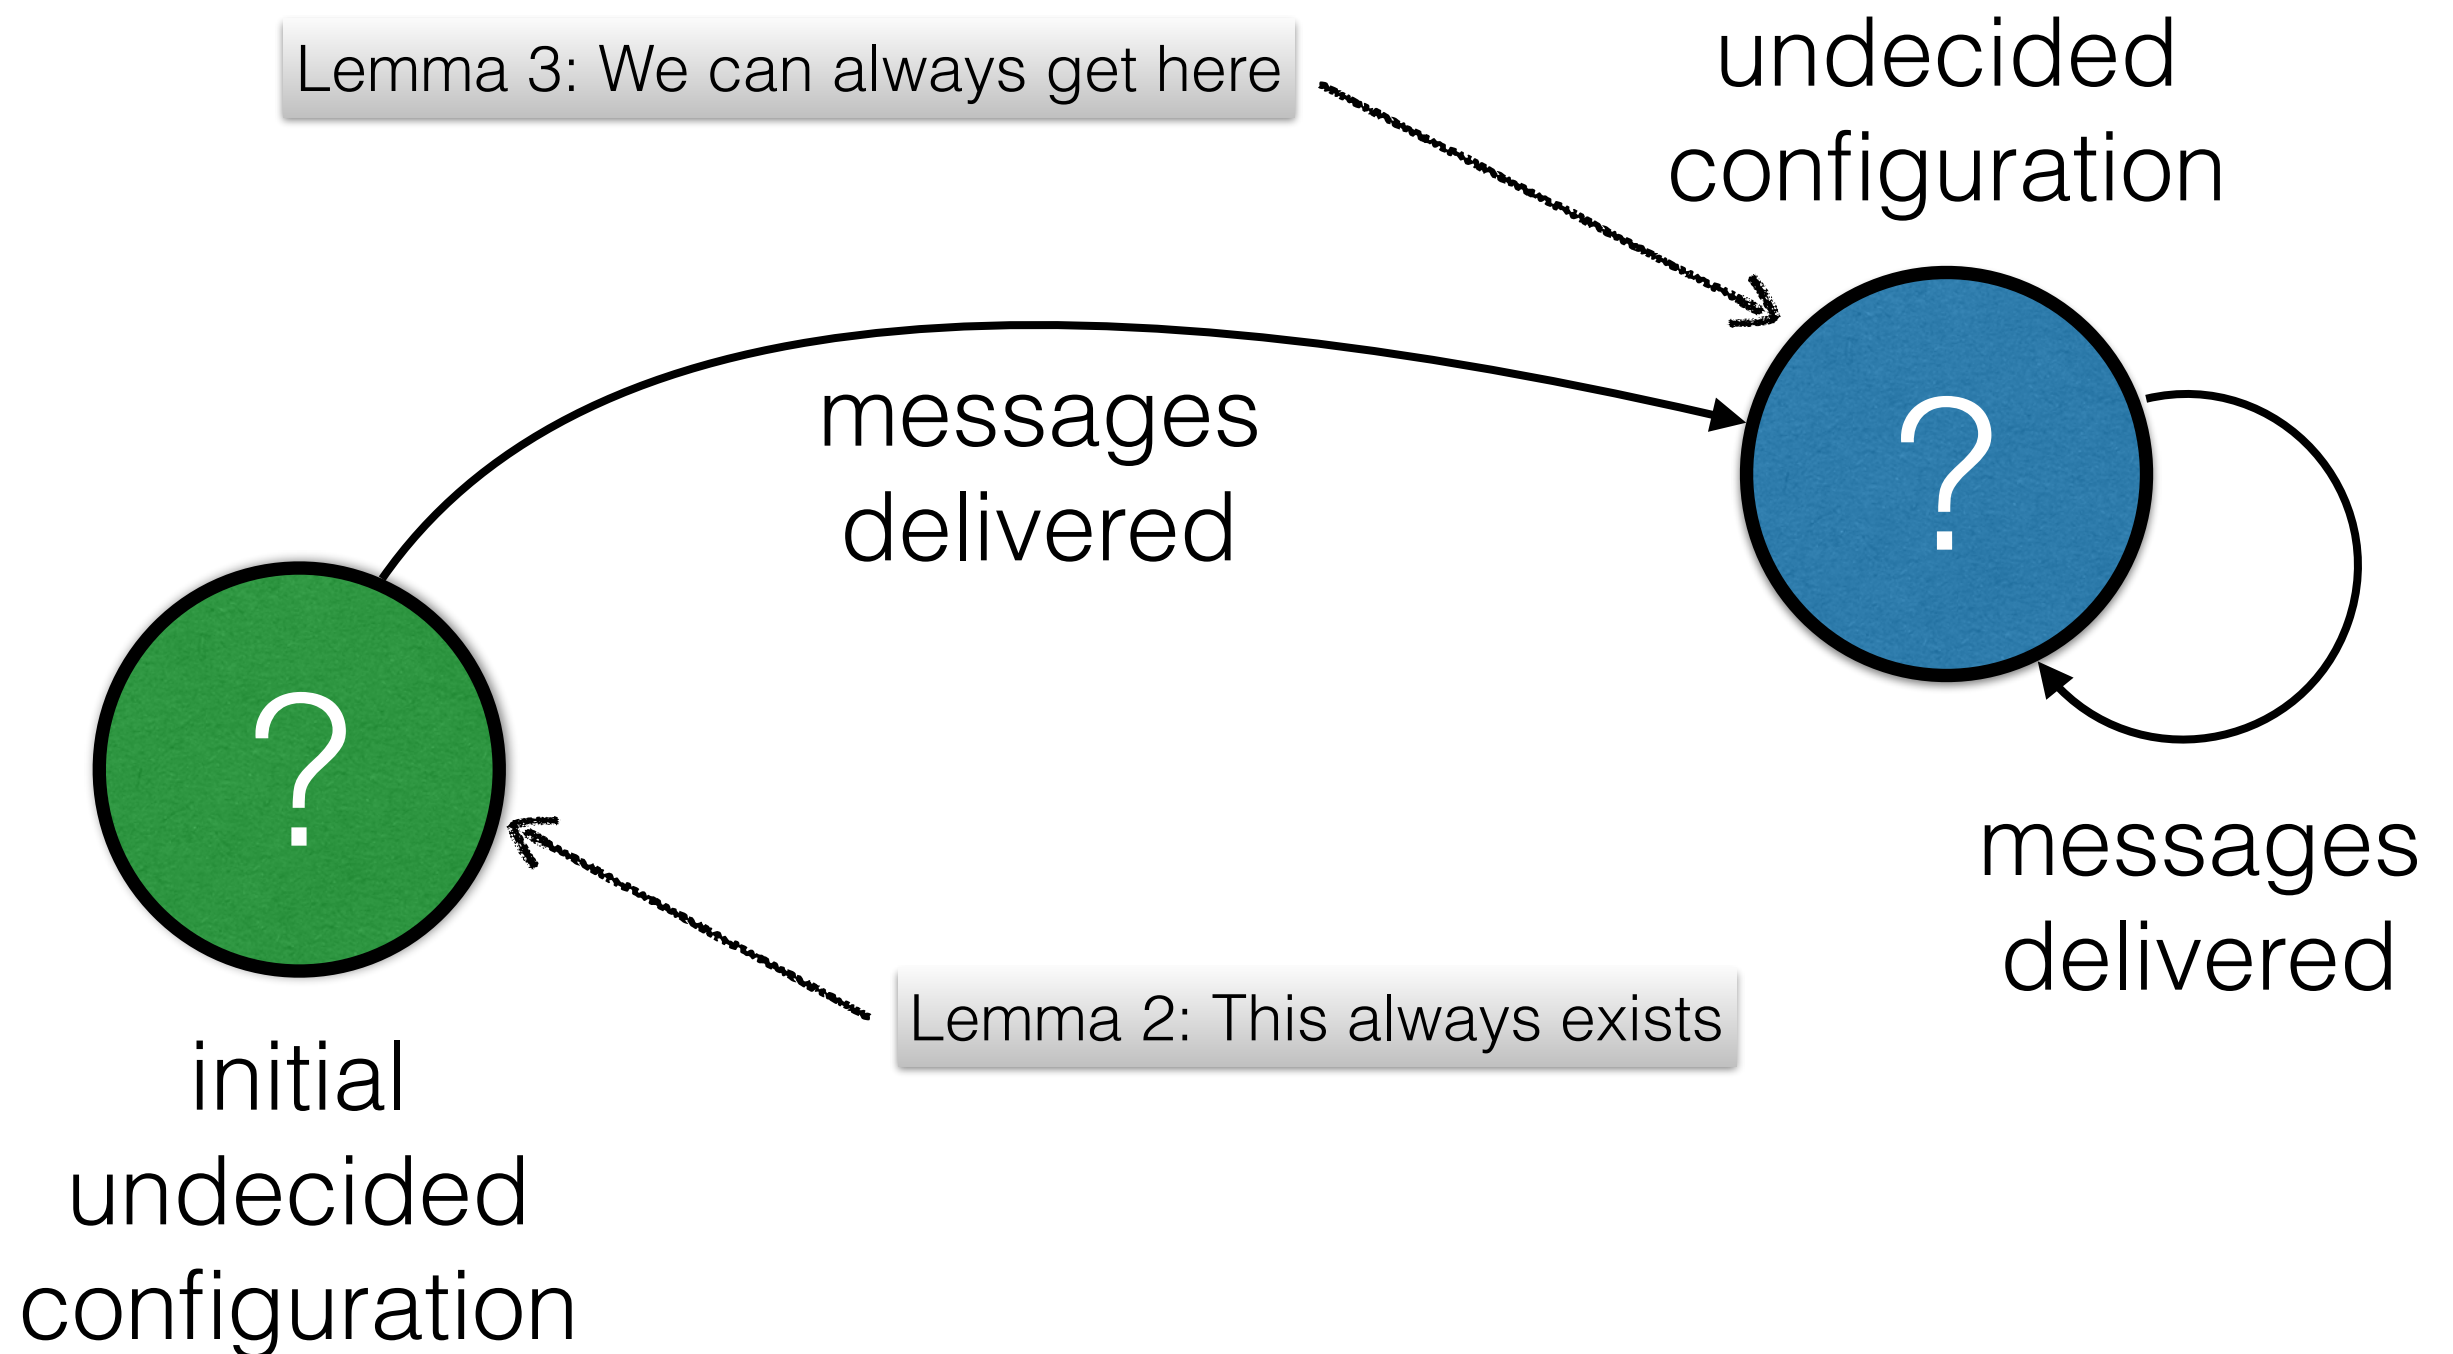 Lemma 3: We can always get here
undecided
configuration
messages
delivered
?
?
messages
delivered
Lemma 2: This always exists
initial
undecided
configuration